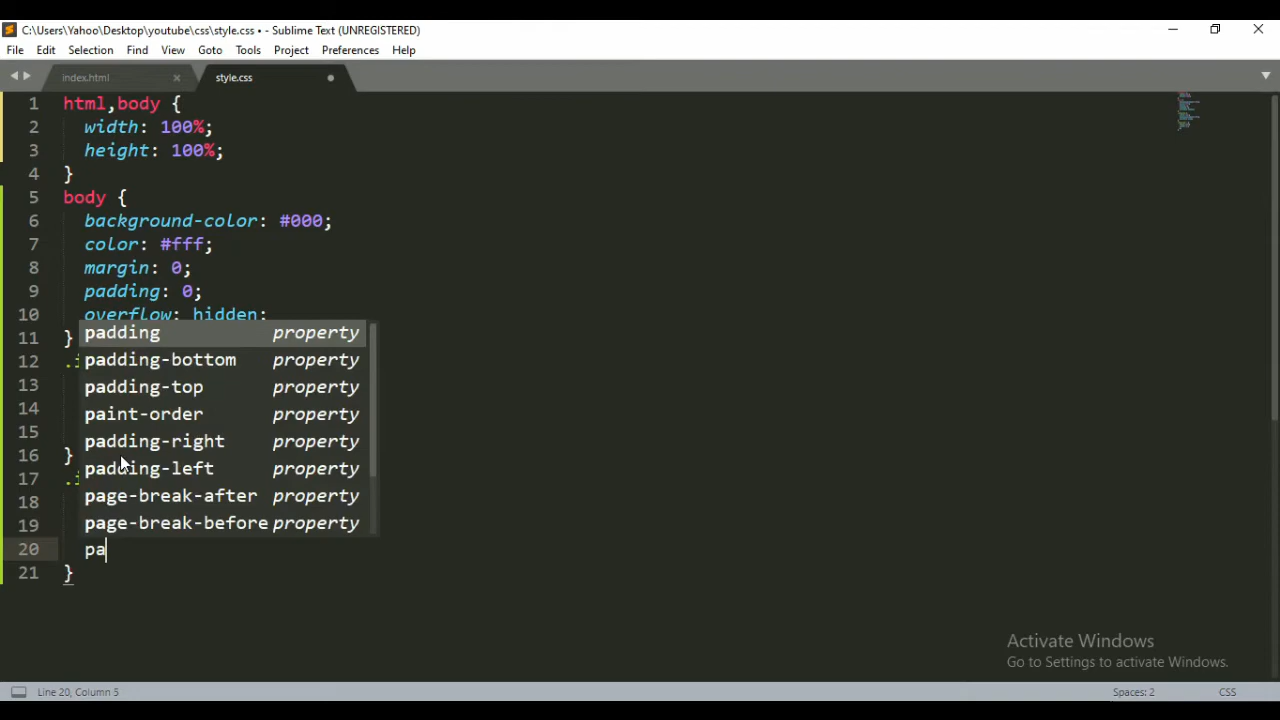 C:\Users\Yahoo\Desktop\youtube\css\style.css • - Sublime Text (UNREGISTERED)
File Edit Selection Find View Goto Tools Project Preferences Help
index.html style.css
1 html,body {
2 width: 100%;
3 height: 100%;
4 }
5 body {
6 background-color: #000;
7 color: #fff;
8 margin: 0;
9 padding: 0;
10 overflow: hidden;
11 }
padding property
12 .i
padding-bottom property
13
padding-top property
14
paint-order property
15
padding-right property
16 }
padding-left property
17 .i
page-break-after property
18
page-break-before property
19
20 pa
21 }
Activate Windows
Go to Settings to activate Windows.
Line 20, Column 5 Spaces: 2 CSS